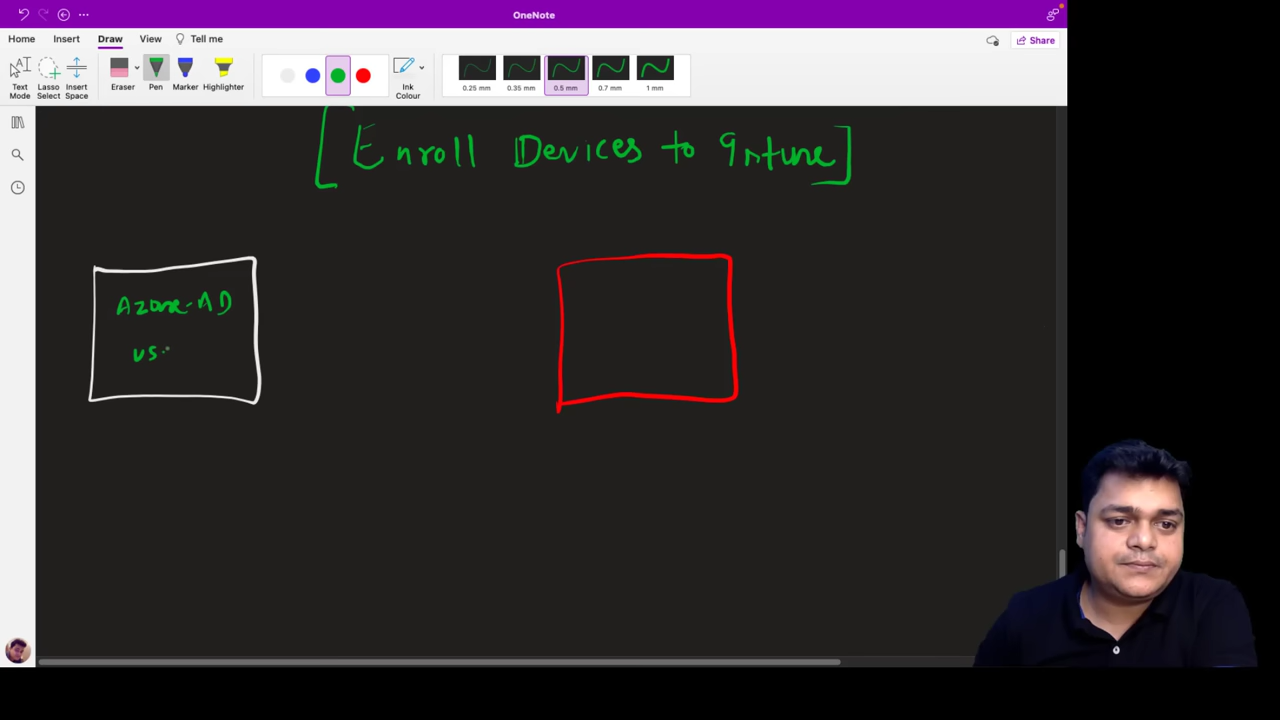 OneNote
Home Insert Draw View Tell me
Share
Text Mode
Lasso Select
Insert Space
Eraser
Pen
Marker
Highlighter
Ink Colour
0.25 mm
0.35 mm
0.5 mm
0.7 mm
1 mm
[Enroll Devices to Intune]
Azure-AD
us